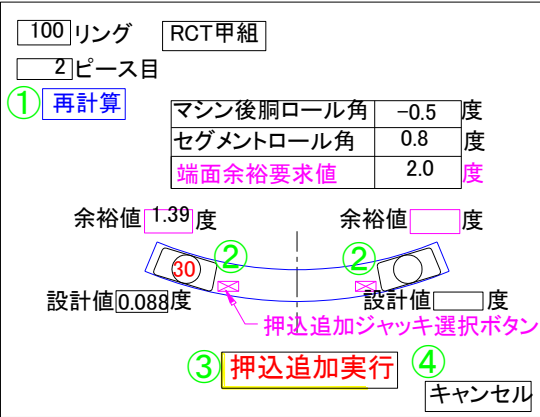 100 リング RCT甲組
2 ピース目
① 再計算
マシン後胴ロール角 -0.5 度
セグメントロール角 0.8 度
端面余裕要求値 2.0 度
余裕値 1.39 度 余裕値 度
30 ② ②
設計値 0.088 度 設計値 度
押込追加ジャッキ選択ボタン
③ 押込追加実行 ④
キャンセル